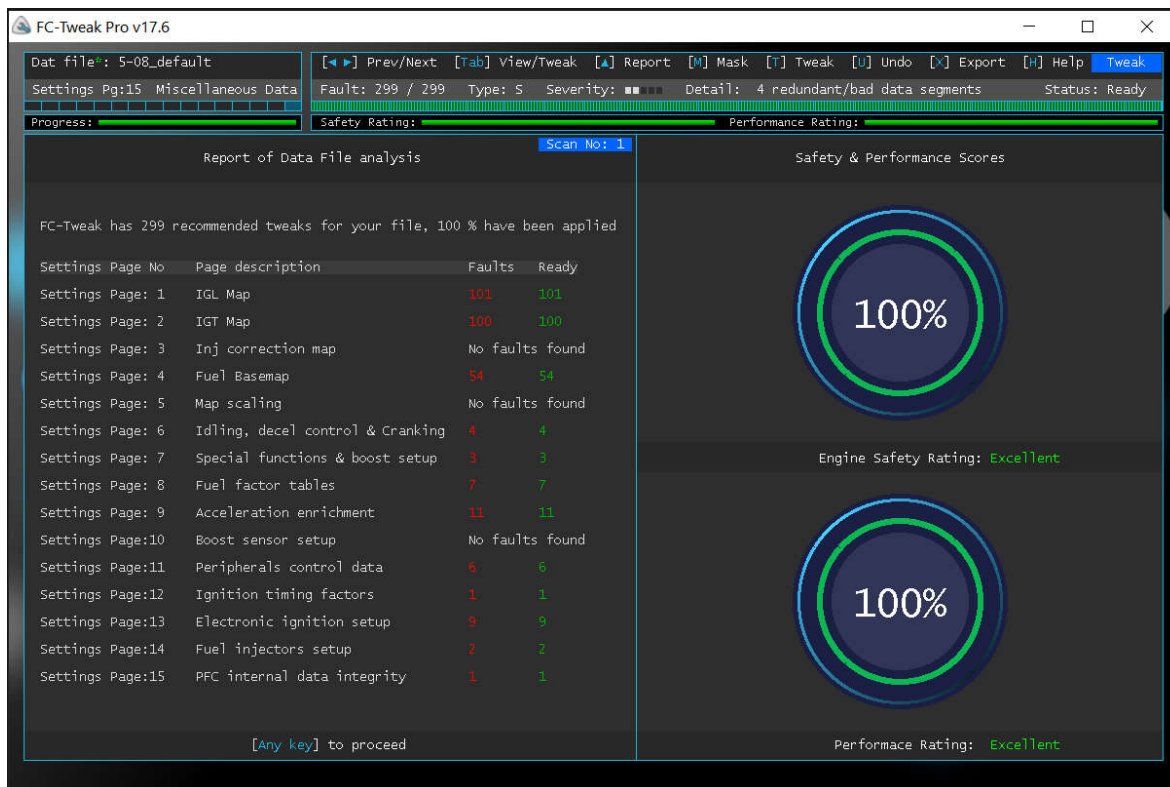 FC-Tweak Pro v17.6
Dat file*: 5-08_default
[◄ ►] Prev/Next [Tab] View/Tweak [▲] Report [M] Mask [T] Tweak [U] Undo [X] Export [H] Help Tweak
Settings Pg:15 Miscellaneous Data
Fault: 299 / 299 Type: S Severity: Detail: 4 redundant/bad data segments Status: Ready
Progress:
Safety Rating: Performance Rating:
Scan No: 1
Report of Data File analysis
FC-Tweak has 299 recommended tweaks for your file, 100 % have been applied
Settings Page No Page description Faults Ready
Settings Page: 1 IGL Map 101 101
Settings Page: 2 IGT Map 100 100
Settings Page: 3 Inj correction map No faults found
Settings Page: 4 Fuel Basemap 54 54
Settings Page: 5 Map scaling No faults found
Settings Page: 6 Idling, decel control & Cranking 4 4
Settings Page: 7 Special functions & boost setup 3 3
Settings Page: 8 Fuel factor tables 7 7
Settings Page: 9 Acceleration enrichment 11 11
Settings Page:10 Boost sensor setup No faults found
Settings Page:11 Peripherals control data 6 6
Settings Page:12 Ignition timing factors 1 1
Settings Page:13 Electronic ignition setup 9 9
Settings Page:14 Fuel injectors setup 2 2
Settings Page:15 PFC internal data integrity 1 1
[Any key] to proceed
Safety & Performance Scores
100%
Engine Safety Rating: Excellent
100%
Performace Rating: Excellent